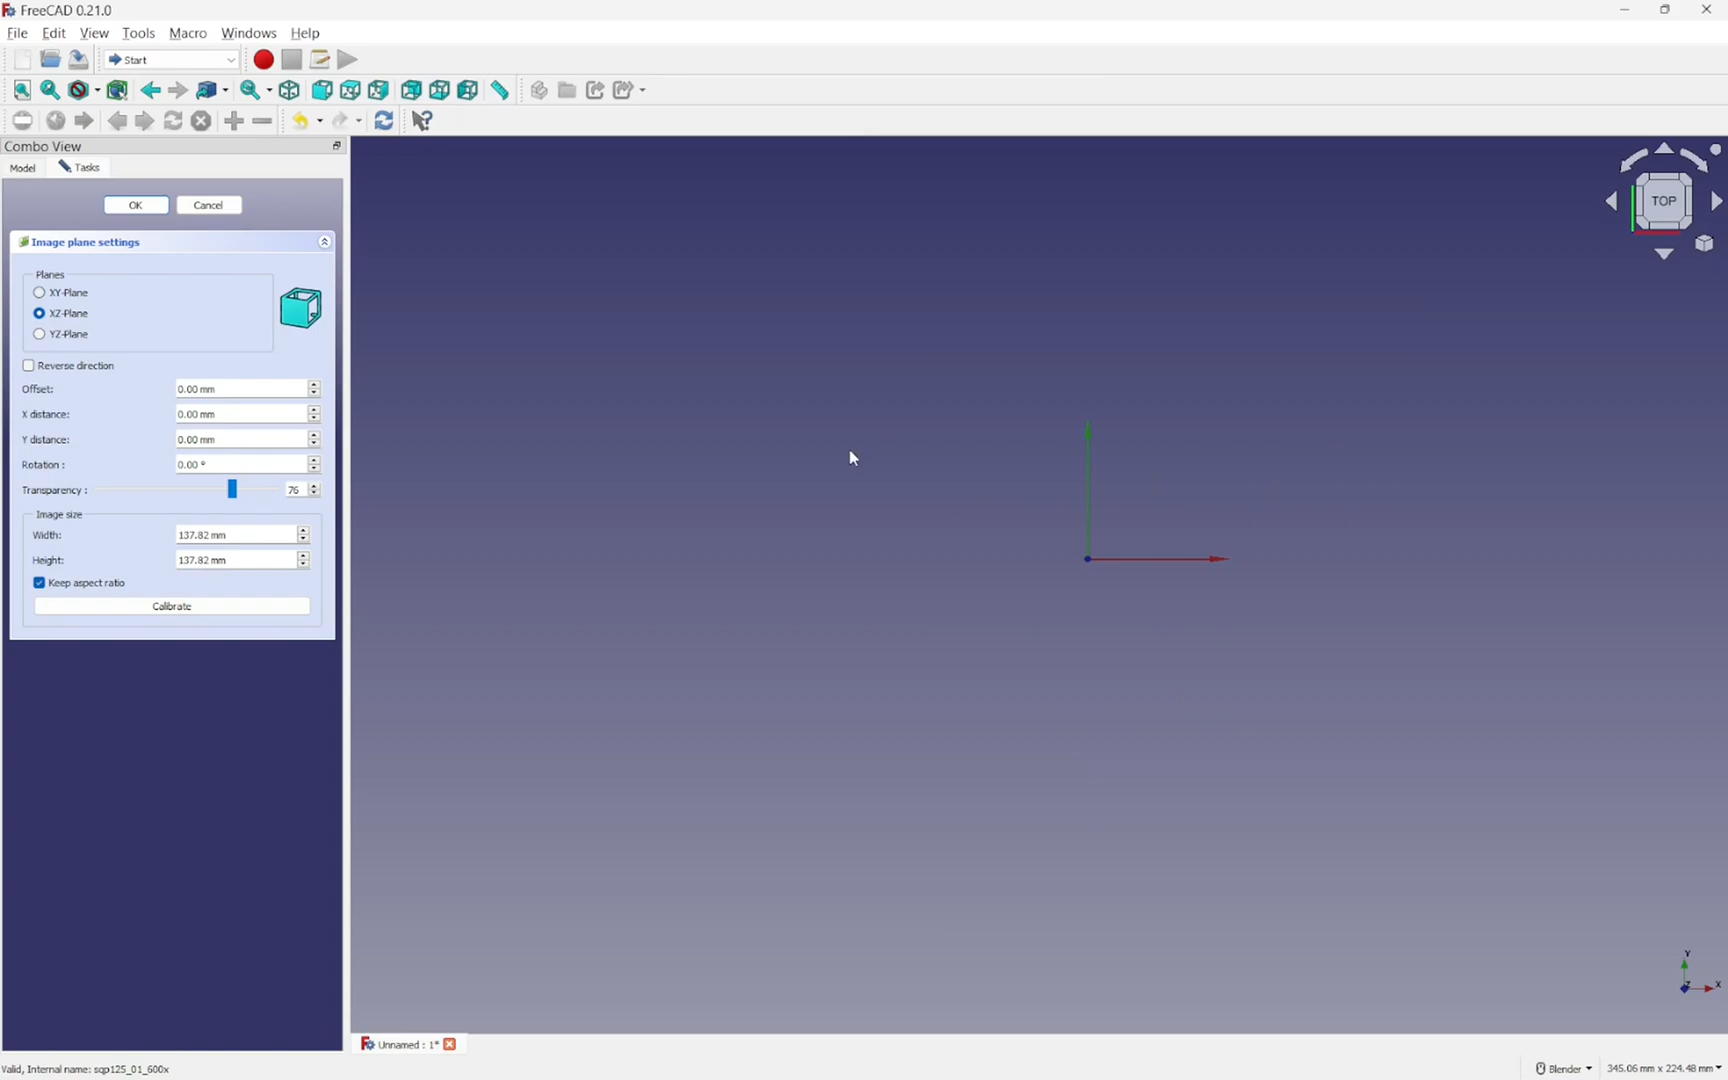 FreeCAD 0.21.0
File Edit View Tools Macro Windows Help
Start
Combo View
Model Tasks
OK Cancel
Image plane settings
Planes
XY-Plane
XZ-Plane
YZ-Plane
Reverse direction
Offset: 0.00 mm
X distance: 0.00 mm
Y distance: 0.00 mm
Rotation : 0.00 °
Transparency : 76
Image size
Width: 137.82 mm
Height: 137.82 mm
Keep aspect ratio
Calibrate
TOP
Y
Z X
Unnamed : 1*
Valid, Internal name: sqp125_01_600x
Blender 345.06 mm x 224.48 mm